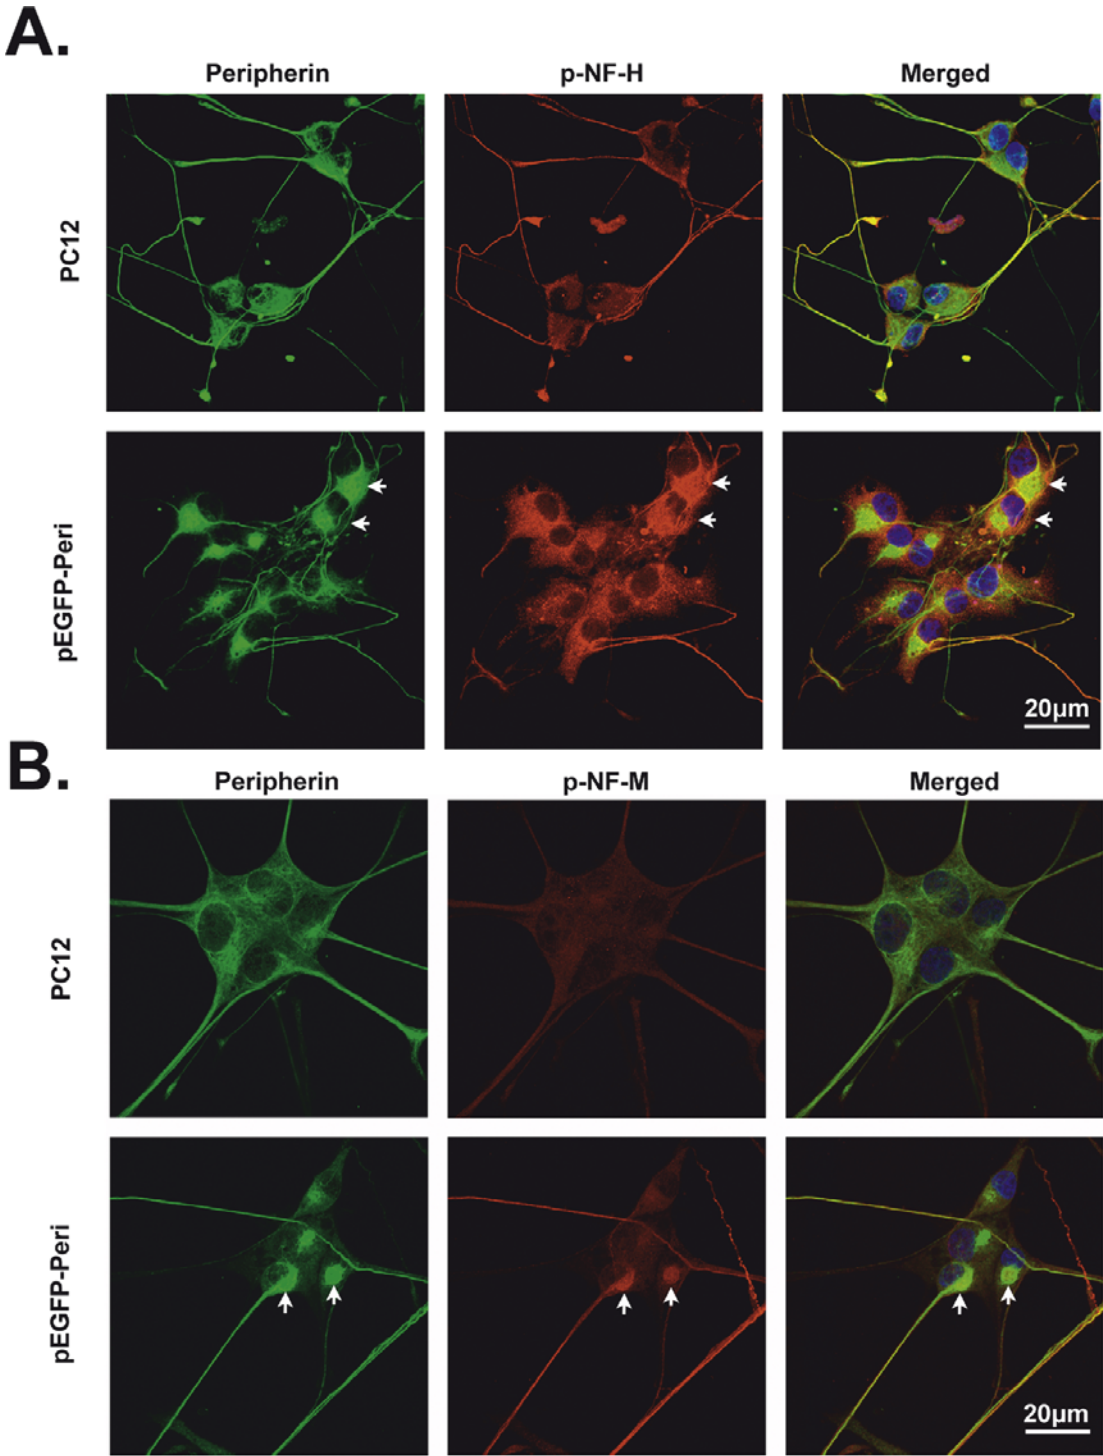 A.
Peripherin p-NF-H Merged
PC12
pEGFP-Peri
20µm
B.
Peripherin p-NF-M Merged
PC12
pEGFP-Peri
20µm